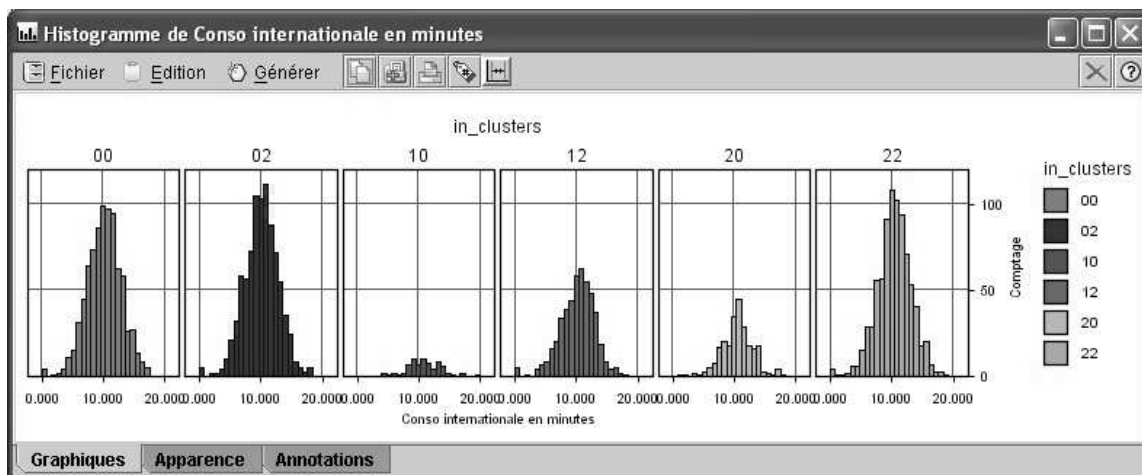 Histogramme de Conso internationale en minutes
Fichier Edition Générer
in_clusters
00 02 10 12 20 22
in_clusters
00
02
10
12
20
22
100
50
0
Comptage
0.000 10.000 20.000 0.000 10.000 20.000 0.000 10.000 20.000 0.000 10.000 20.000 0.000 10.000 20.000 0.000 10.000 20.000
Conso internationale en minutes
Graphiques Apparence Annotations